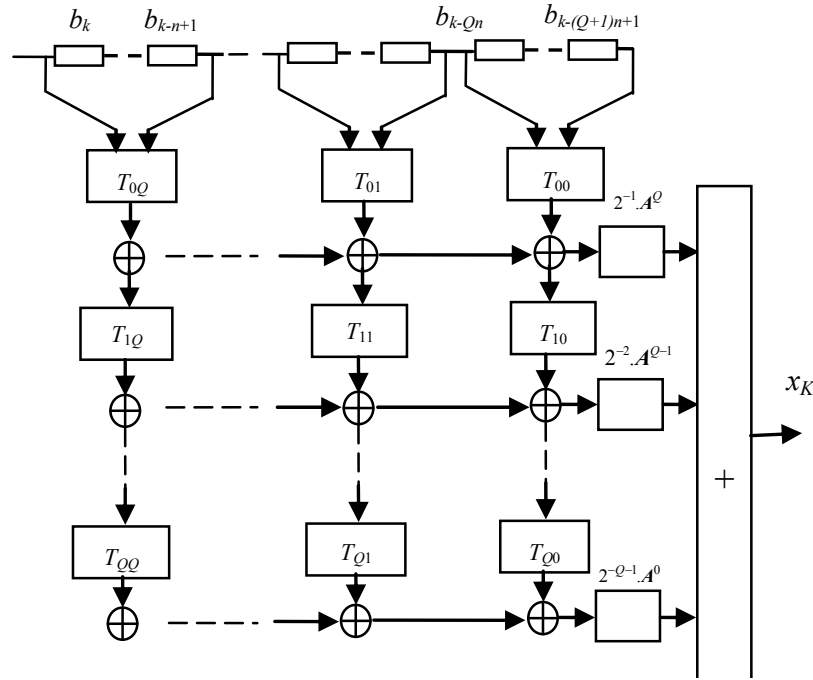 b_k b_{k-n+1} b_{k-Qn} b_{k-(Q+1)n+1}
T_{0Q} T_{01} T_{00} 2^{-1}.A^Q
T_{1Q} T_{11} T_{10} 2^{-2}.A^{Q-1}
x_K
+
T_{QQ} T_{Q1} T_{Q0} 2^{-Q-1}.A^0